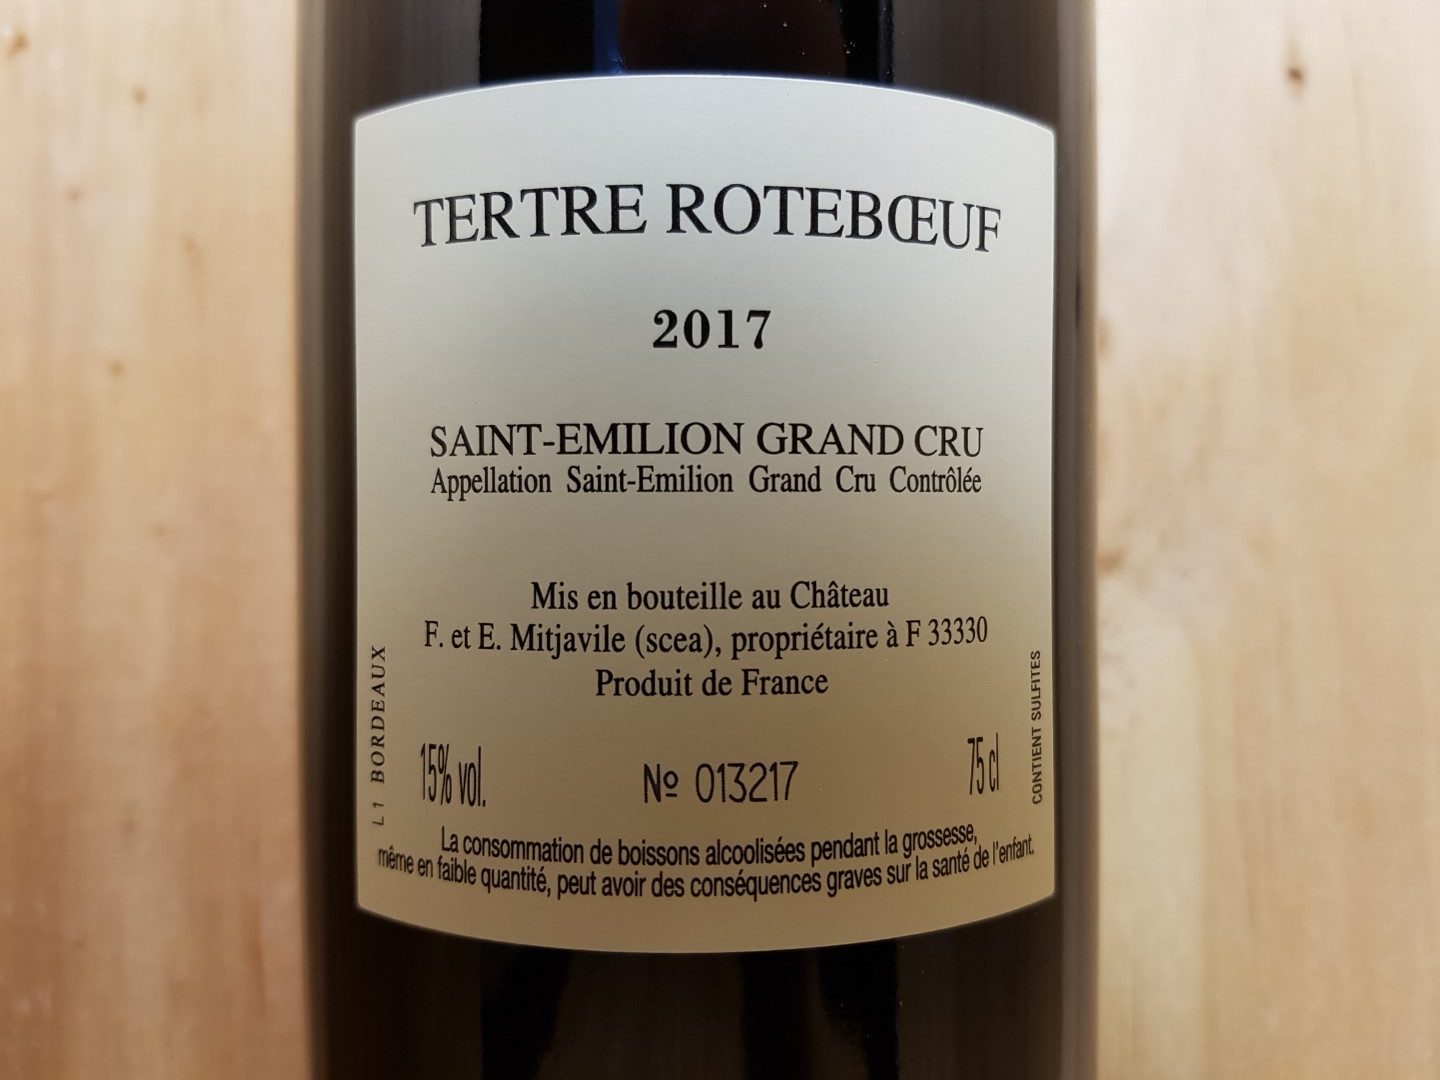 TERTRE ROTEBŒUF
2017
SAINT-EMILION GRAND CRU
Appellation Saint-Emilion Grand Cru Contrôlée
Mis en bouteille au Château
F. et E. Mitjavile (scea), propriétaire à F 33330
Produit de France
L 1 BORDEAUX
15% vol.
Nº 013217
75 cl
CONTIENT SULFITES
La consommation de boissons alcoolisées pendant la grossesse,
même en faible quantité, peut avoir des conséquences graves sur la santé de l'enfant.